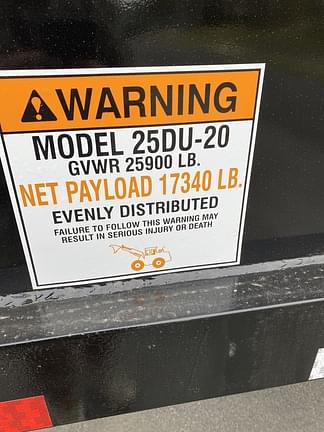 WARNING
MODEL 25DU-20
GVWR 25900 LB.
NET PAYLOAD 17340 LB.
EVENLY DISTRIBUTED
FAILURE TO FOLLOW THIS WARNING MAY
RESULT IN SERIOUS INJURY OR DEATH